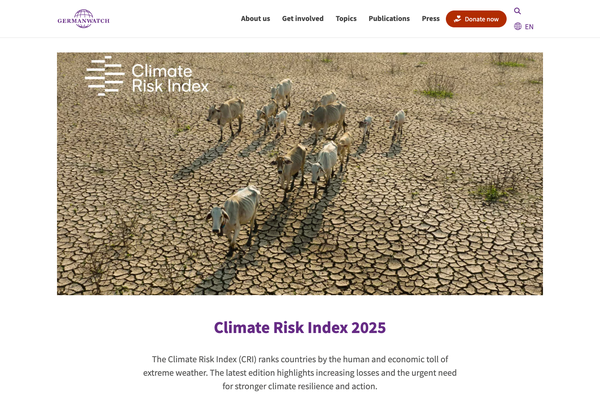 GERMANWATCH
About us Get involved Topics Publications Press Donate now
EN
Climate
Risk Index
Climate Risk Index 2025
The Climate Risk Index (CRI) ranks countries by the human and economic toll of
extreme weather. The latest edition highlights increasing losses and the urgent need
for stronger climate resilience and action.